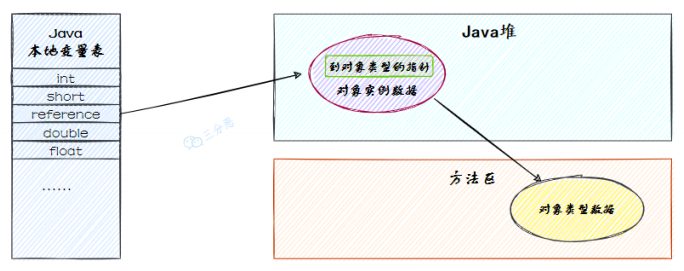 Java
本地变量表
int
short
reference
double
float
......
三分恶
Java堆
到对象类型的指针
对象实例数据
方法区
对象类型数据